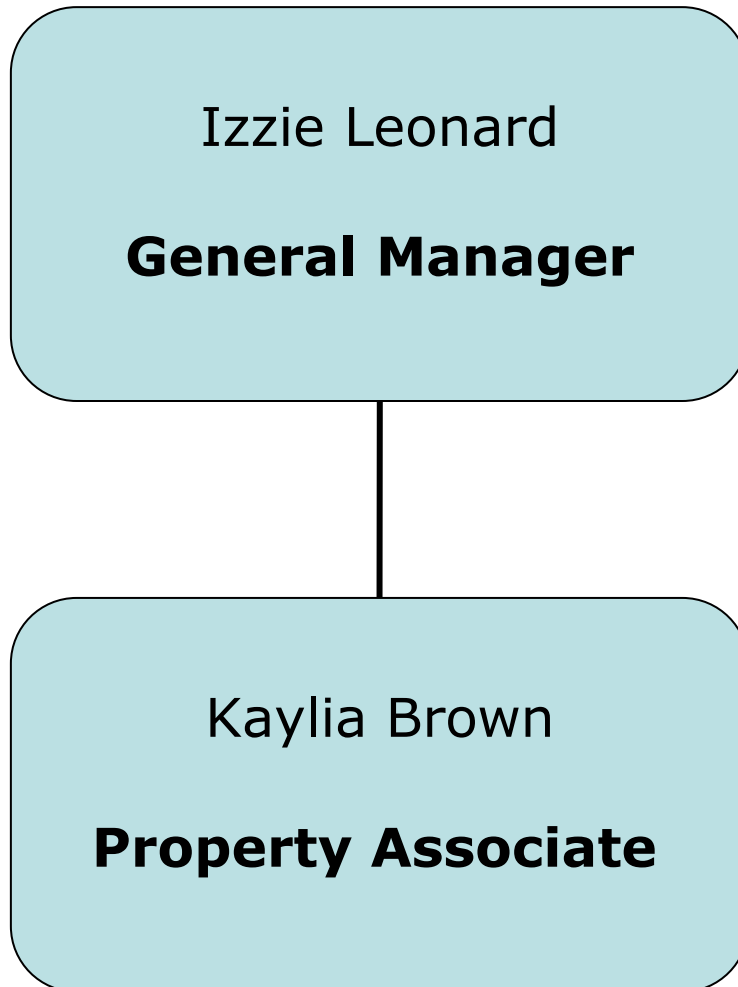 Izzie Leonard
General Manager
Kaylia Brown
Property Associate